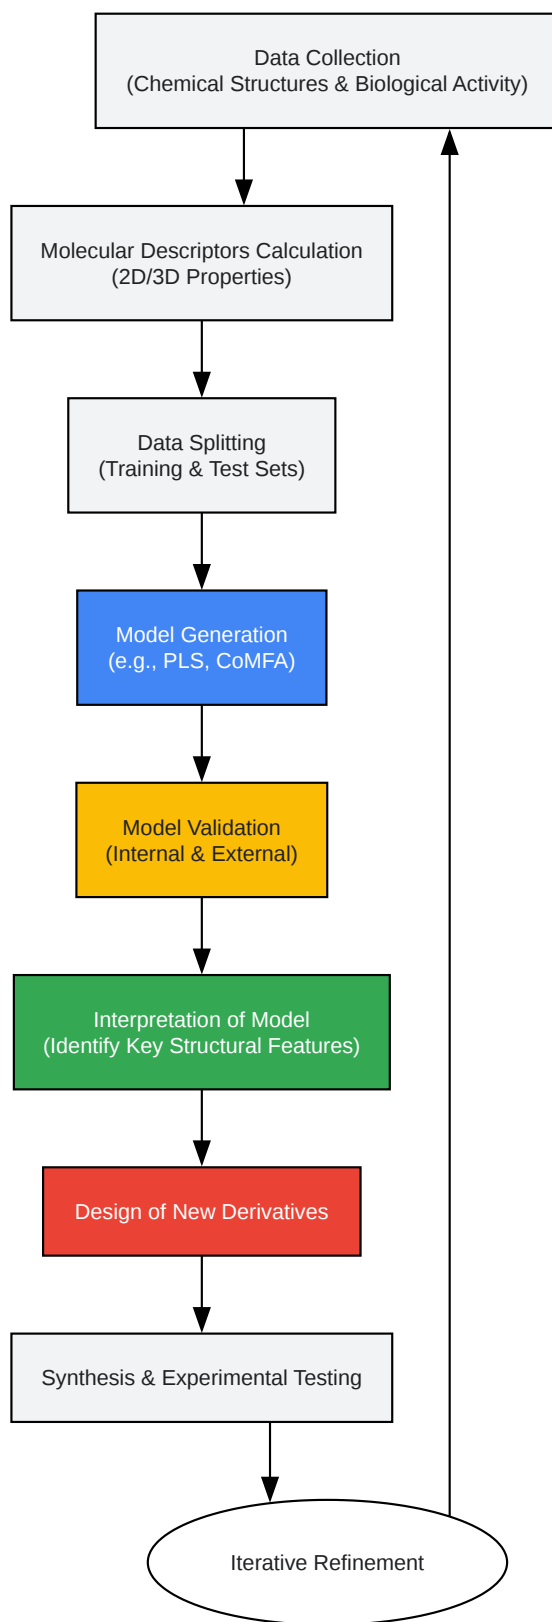 Data Collection
(Chemical Structures & Biological Activity)
Molecular Descriptors Calculation
(2D/3D Properties)
Data Splitting
(Training & Test Sets)
Model Generation
(e.g., PLS, CoMFA)
Model Validation
(Internal & External)
Interpretation of Model
(Identify Key Structural Features)
Design of New Derivatives
Synthesis & Experimental Testing
Iterative Refinement